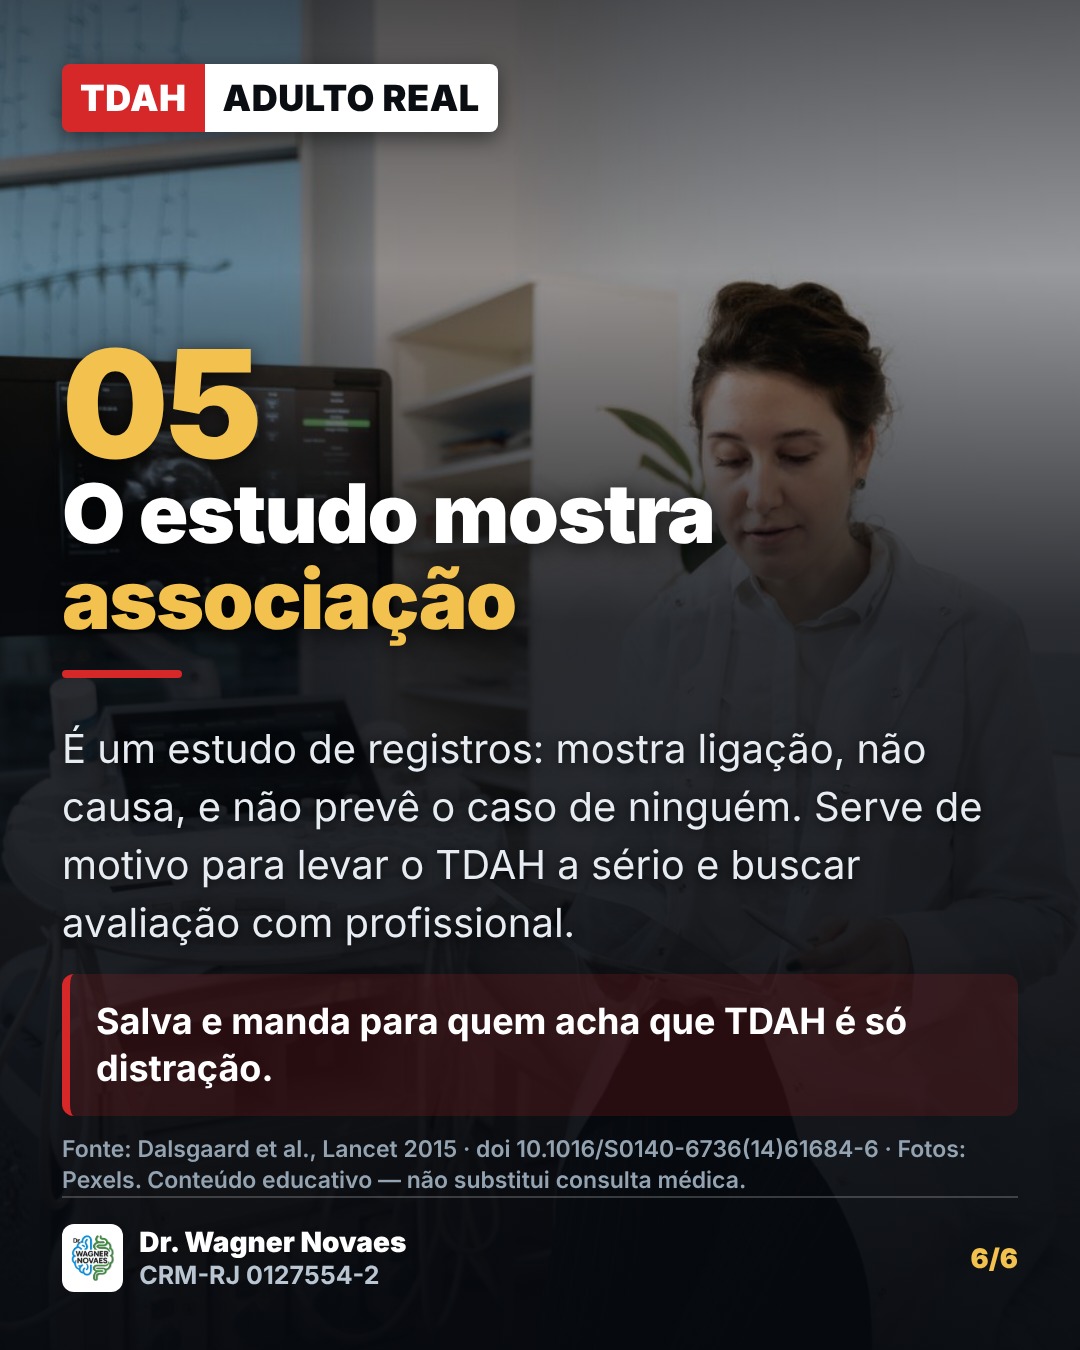 TDAH ADULTO REAL
05
O estudo mostra
associação
É um estudo de registros: mostra ligação, não
causa, e não prevê o caso de ninguém. Serve de
motivo para levar o TDAH a sério e buscar
avaliação com profissional.
Salva e manda para quem acha que TDAH é só
distração.
Fonte: Dalsgaard et al., Lancet 2015 · doi 10.1016/S0140-6736(14)61684-6 · Fotos:
Pexels. Conteúdo educativo — não substitui consulta médica.
Dr.
WAGNER
NOVAES
Dr. Wagner Novaes
CRM-RJ 0127554-2
6/6